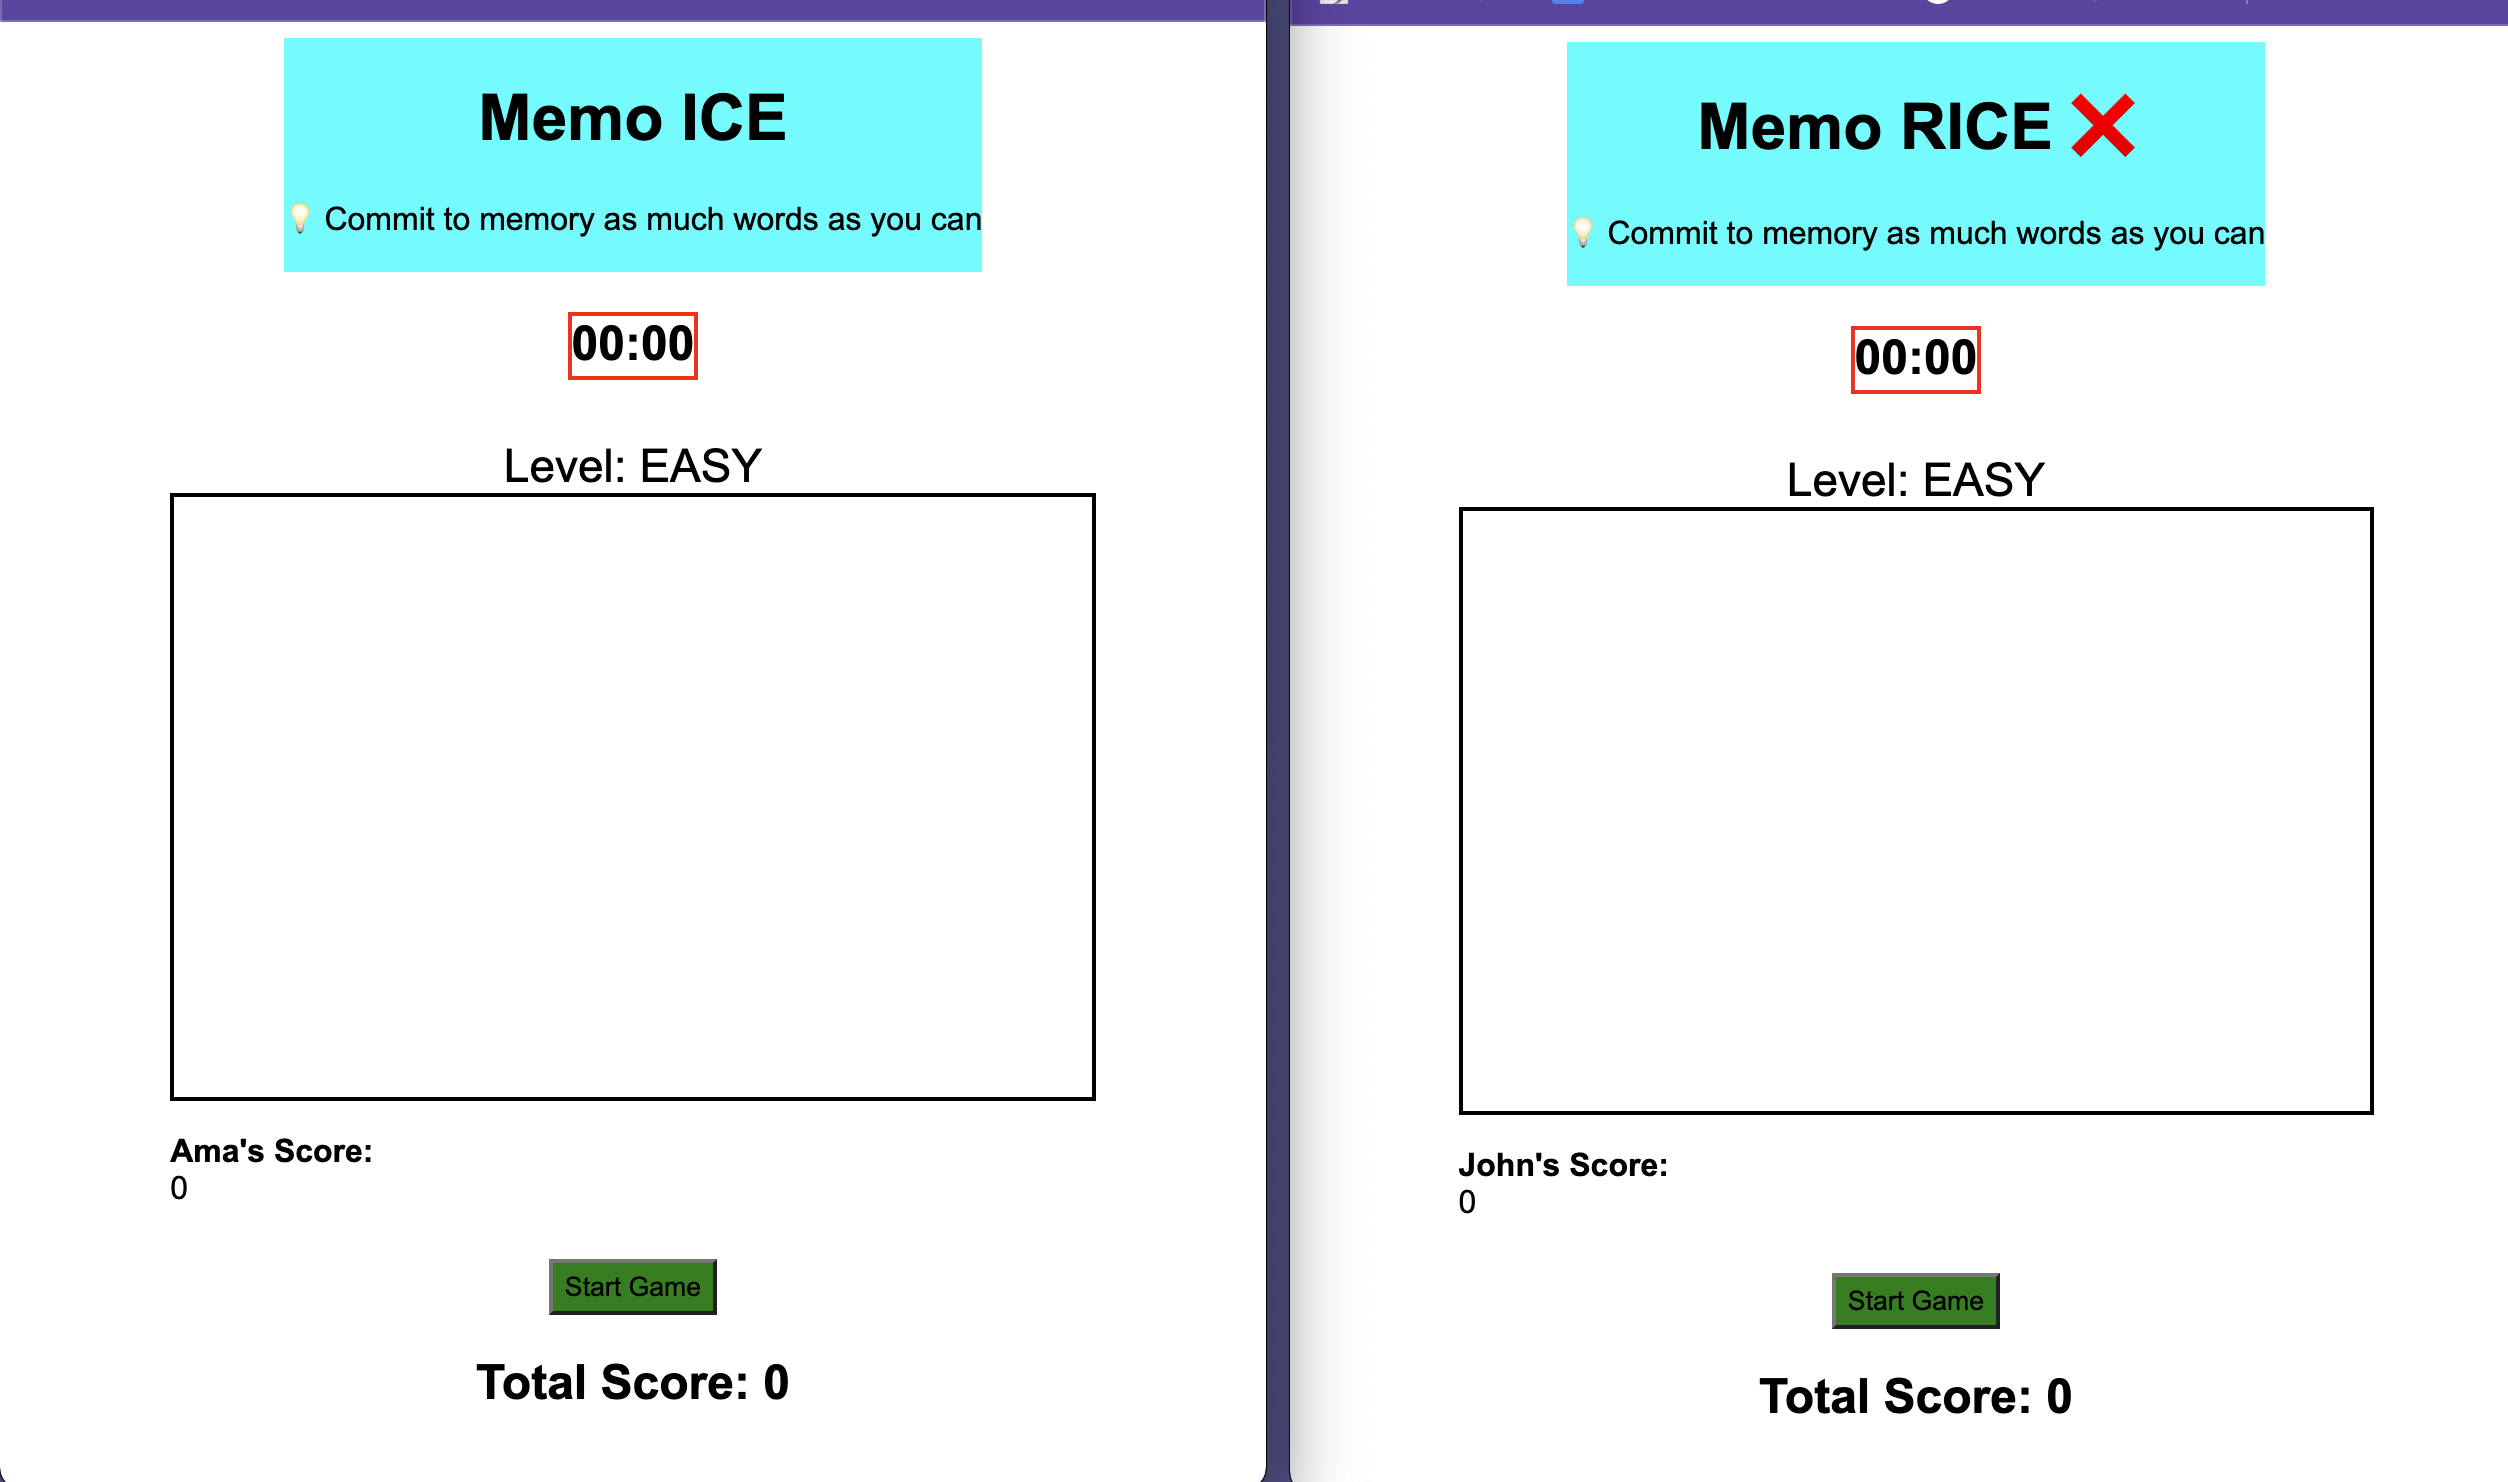 Memo ICE
💡 Commit to memory as much words as you can
00:00
Level: EASY
Ama's Score:
0
Start Game
Total Score: 0
Memo RICE ❌
💡 Commit to memory as much words as you can
00:00
Level: EASY
John's Score:
0
Start Game
Total Score: 0